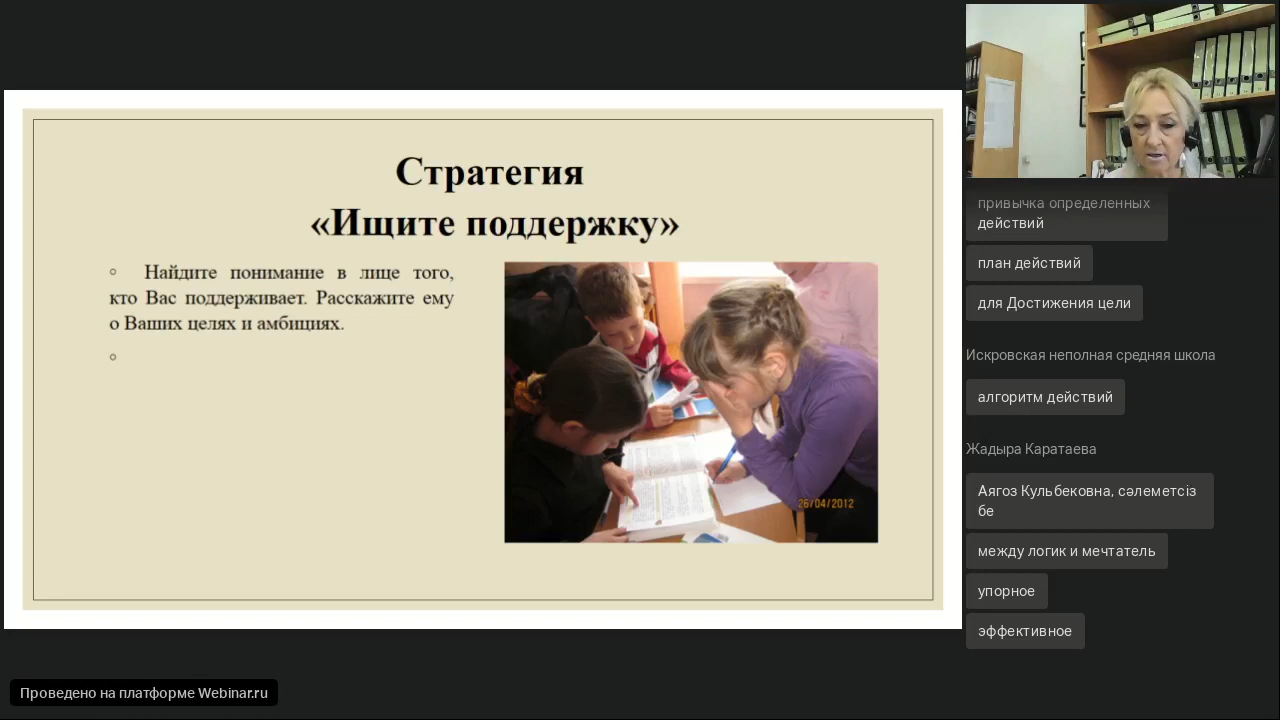 Стратегия
«Ищите поддержку»
Найдите понимание в лице того,
кто Вас поддерживает. Расскажите ему
о Ваших целях и амбициях.
26/04/2012
привычка определенных
действий
план действий
для Достижения цели
Искровская неполная средняя школа
алгоритм действий
Жадыра Каратаева
Аягоз Кульбековна, сәлеметсіз
бе
между логик и мечтатель
упорное
эффективное
Проведено на платформе Webinar.ru